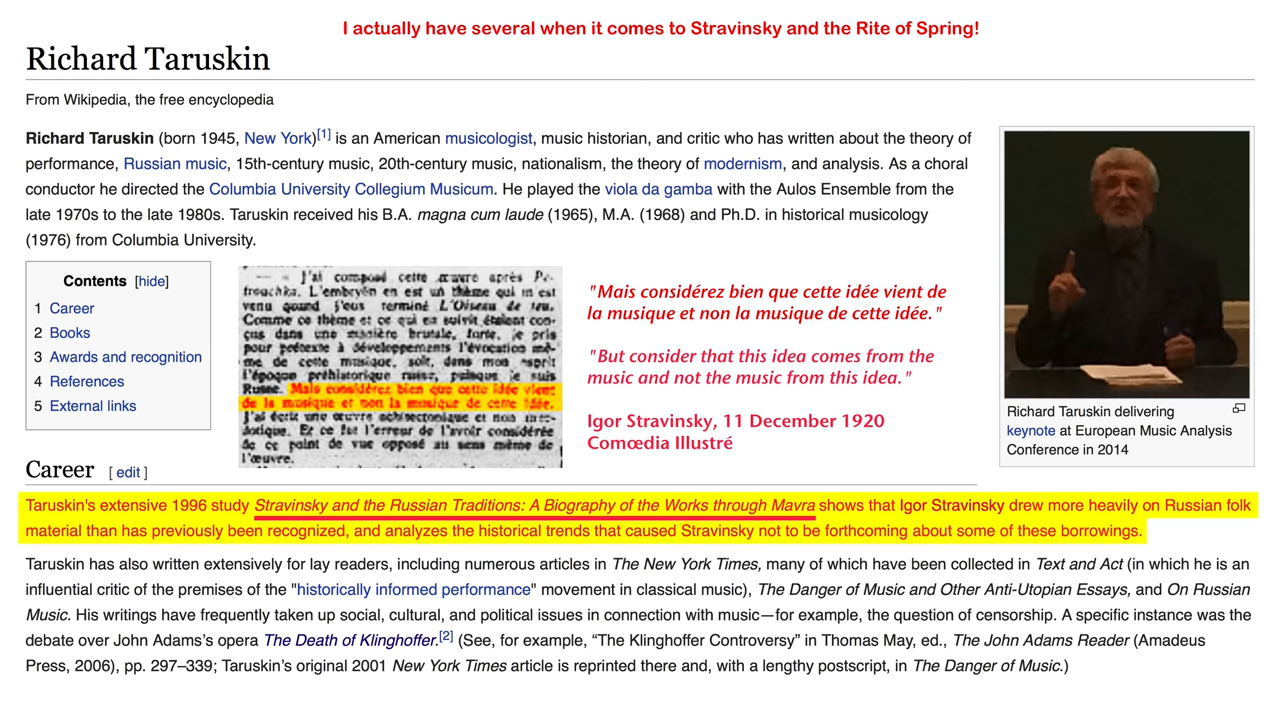 I actually have several when it comes to Stravinsky and the Rite of Spring!
Richard Taruskin
From Wikipedia, the free encyclopedia
Richard Taruskin (born 1945, New York)[1] is an American musicologist, music historian, and critic who has written about the theory of
performance, Russian music, 15th-century music, 20th-century music, nationalism, the theory of modernism, and analysis. As a choral
conductor he directed the Columbia University Collegium Musicum. He played the viola da gamba with the Aulos Ensemble from the
late 1970s to the late 1980s. Taruskin received his B.A. magna cum laude (1965), M.A. (1968) and Ph.D. in historical musicology
(1976) from Columbia University.
Contents [hide]
1 Career
2 Books
3 Awards and recognition
4 References
5 External links
— « J'ai composé cette œuvre après Pe-
trouchka. L'embryon en est un thème qui m'est
venu quand j'eus terminé L'Oiseau de feu.
Comme ce thème et ce qui en suivit étaient con-
çus dans une manière brutale, forte, je pris
pour prétexte à développements l'évocation mê-
me de cette musique, soit, dans mon esprit
l'époque préhistorique russe, puisque je suis
Russe. Mais considérez bien que cette idée vient
de la musique et non la musique de cette idée.
J'ai écrit une œuvre architectonique et non anec-
dotique. Et ce fut l'erreur de l'avoir considérée
de ce point de vue opposé au sens même de
l'œuvre.
"Mais considérez bien que cette idée vient de
la musique et non la musique de cette idée."
"But consider that this idea comes from the
music and not the music from this idea."
Igor Stravinsky, 11 December 1920
Comœdia Illustré
Richard Taruskin delivering
keynote at European Music Analysis
Conference in 2014
Career [ edit ]
Taruskin's extensive 1996 study Stravinsky and the Russian Traditions: A Biography of the Works through Mavra shows that Igor Stravinsky drew more heavily on Russian folk
material than has previously been recognized, and analyzes the historical trends that caused Stravinsky not to be forthcoming about some of these borrowings.
Taruskin has also written extensively for lay readers, including numerous articles in The New York Times, many of which have been collected in Text and Act (in which he is an
influential critic of the premises of the "historically informed performance" movement in classical music), The Danger of Music and Other Anti-Utopian Essays, and On Russian
Music. His writings have frequently taken up social, cultural, and political issues in connection with music—for example, the question of censorship. A specific instance was the
debate over John Adams's opera The Death of Klinghoffer.[2] (See, for example, “The Klinghoffer Controversy” in Thomas May, ed., The John Adams Reader (Amadeus
Press, 2006), pp. 297–339; Taruskin’s original 2001 New York Times article is reprinted there and, with a lengthy postscript, in The Danger of Music.)